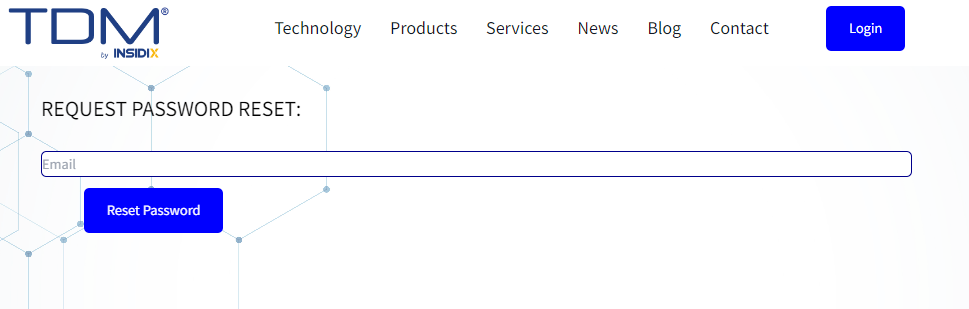 TDM®
by INSIDIX
Technology Products Services News Blog Contact Login
REQUEST PASSWORD RESET:
Email
Reset Password